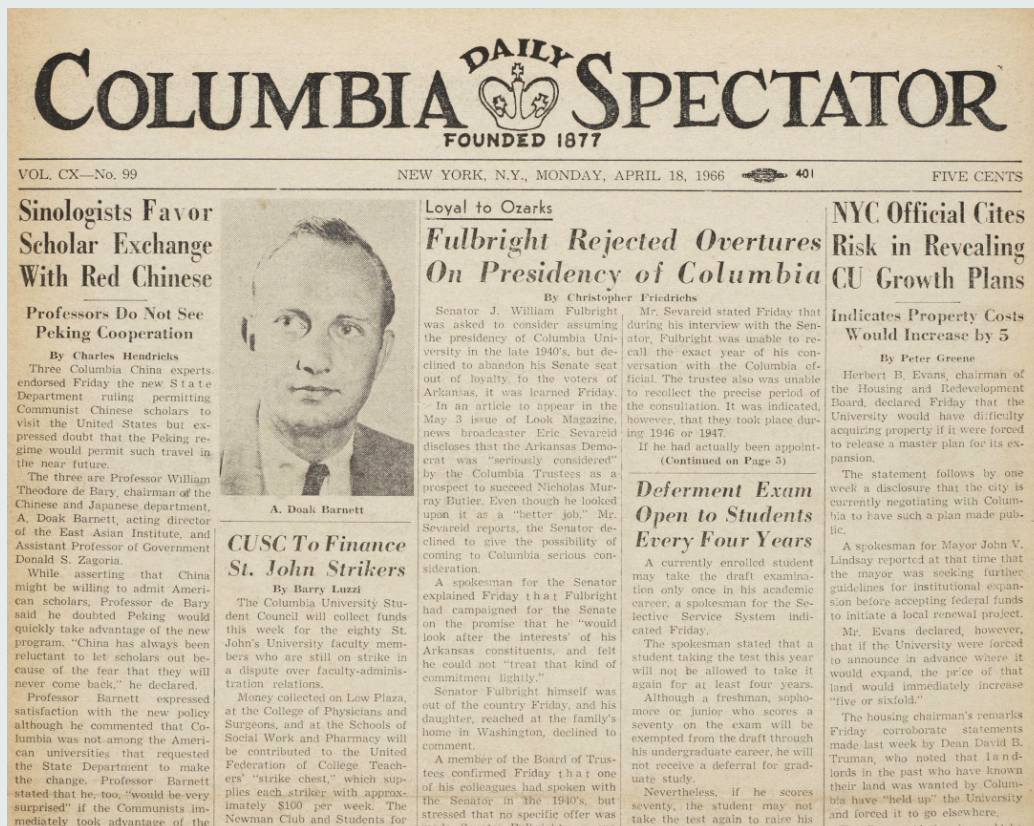 COLUMBIA DAILY SPECTATOR
FOUNDED 1877
VOL. CX—No. 99
NEW YORK, N.Y., MONDAY, APRIL 18, 1966
401
FIVE CENTS
Sinologists Favor
Scholar Exchange
With Red Chinese
Professors Do Not See
Peking Cooperation
By Charles Hendricks
Three Columbia China experts
endorsed Friday the new State
Department ruling permitting
Communist Chinese scholars to
visit the United States but ex-
pressed doubt that the Peking re-
gime would permit such travel in
the near future.
The three are Professor William
Theodore de Bary, chairman of the
Chinese and Japanese department,
A. Doak Barnett, acting director
of the East Asian Institute, and
Assistant Professor of Government
Donald S. Zagoria.
While asserting that China
might be willing to admit Ameri-
can scholars, Professor de Bary
said he doubted Peking would
quickly take advantage of the new
program. "China has always been
reluctant to let scholars out be-
cause of the fear that they will
never come back," he declared.
Professor Barnett expressed
satisfaction with the new policy
although he commented that Co-
lumbia was not among the Ameri-
can universities that requested
the State Department to make
the change. Professor Barnett
stated that he, too, "would be very
surprised" if the Communists im-
mediately took advantage of the
A. Doak Barnett
CUSC To Finance
St. John Strikers
By Barry Luzzi
The Columbia University Stu-
dent Council will collect funds
this week for the eighty St.
John's University faculty mem-
bers who are still on strike in
a dispute over faculty-adminis-
tration relations.
Money collected on Low Plaza,
at the College of Physicians and
Surgeons, and at the Schools of
Social Work and Pharmacy will
be contributed to the United
Federation of College Teach-
ers' "strike chest," which sup-
plies each striker with approx-
imately $100 per week. The
Newman Club and Students for
Loyal to Ozarks
Fulbright Rejected Overtures
On Presidency of Columbia
By Christopher Friedrichs
Senator J. William Fulbright
was asked to consider assuming
the presidency of Columbia Uni-
versity in the late 1940's, but de-
clined to abandon his Senate seat
out of loyalty to the voters of
Arkansas, it was learned Friday.
In an article to appear in the
May 3 issue of Look Magazine,
news broadcaster Eric Sevareid
discloses that the Arkansas Demo-
crat was "seriously considered"
by the Columbia Trustees as a
prospect to succeed Nicholas Mur-
ray Butler. Even though he looked
upon it as a "better job," Mr.
Sevareid reports, the Senator de-
clined to give the possibility of
coming to Columbia serious con-
sideration.
A spokesman for the Senator
explained Friday that Fulbright
had campaigned for the Senate
on the promise that he "would
look after the interests' of his
Arkansas constituents, and felt
he could not "treat that kind of
commitment lightly."
Senator Fulbright himself was
out of the country Friday, and his
daughter, reached at the family's
home in Washington, declined to
comment.
A member of the Board of Trus-
tees confirmed Friday that one
of his colleagues had spoken with
the Senator in the 1940's, but
stressed that no specific offer was
Mr. Sevareid stated Friday that
during his interview with the Sen-
ator, Fulbright was unable to re-
call the exact year of his con-
versation with the Columbia of-
ficial. The trustee also was unable
to recollect the precise period of
the consultation. It was indicated,
however, that they took place dur-
ing 1946 or 1947.
If he had actually been appoint-
(Continued on Page 5)
Deferment Exam
Open to Students
Every Four Years
A currently enrolled student
may take the draft examina-
tion only once in his academic
career, a spokesman for the Se-
lective Service System indi-
cated Friday.
The spokesman stated that a
student taking the test this year
will not be allowed to take it
again for at least four years.
Although a freshman, sopho-
more or junior who scores a
seventy on the exam will be
exempted from the draft through
his undergraduate career, he will
not receive a deferral for grad-
uate study.
Nevertheless, if he scores
seventy, the student may not
take the test again to raise his
NYC Official Cites
Risk in Revealing
CU Growth Plans
Indicates Property Costs
Would Increase by 5
By Peter Greene
Herbert B. Evans, chairman of
the Housing and Redevelopment
Board, declared Friday that the
University would have difficulty
acquiring property if it were forced
to release a master plan for its ex-
pansion.
The statement follows by one
week a disclosure that the city is
currently negotiating with Colum-
bia to have such a plan made pub-
lic.
A spokesman for Mayor John V.
Lindsay reported at that time that
the mayor was seeking further
guidelines for institutional expan-
sion before accepting federal funds
to initiate a local renewal project.
Mr. Evans declared, however,
that if the University were forced
to announce in advance where it
would expand, the price of that
land would immediately increase
"five or sixfold."
The housing chairman's remarks
Friday corroborate statements
made last week by Dean David B.
Truman, who noted that land-
lords in the past who have known
their land was wanted by Colum-
bia have "held up" the University
and forced it to go elsewhere.